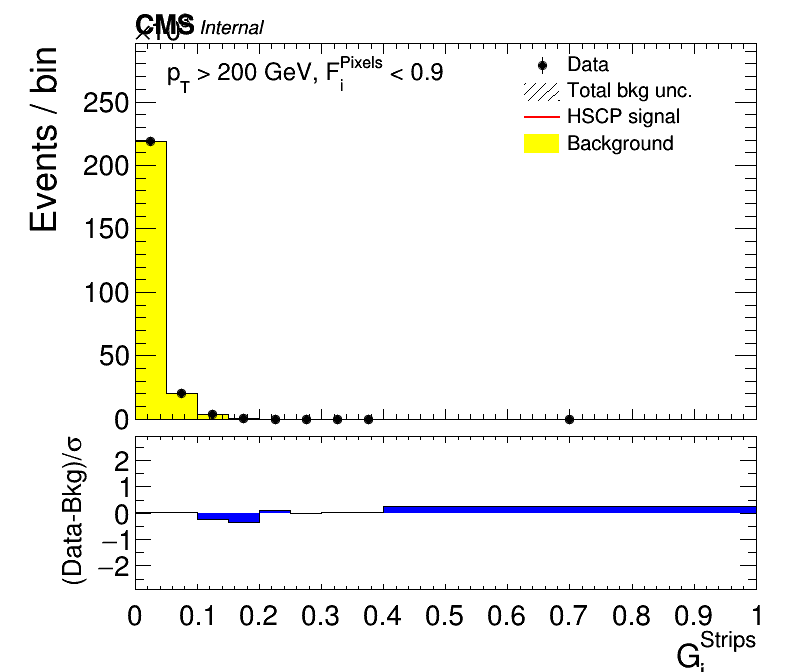 CMS Internal
×10³
p_T > 200 GeV, F_i^Pixels < 0.9
Data
Total bkg unc.
HSCP signal
Background
Events / bin
250
200
150
100
50
0
(Data-Bkg)/σ
2
1
0
−1
−2
0 0.1 0.2 0.3 0.4 0.5 0.6 0.7 0.8 0.9 1
G_i^Strips